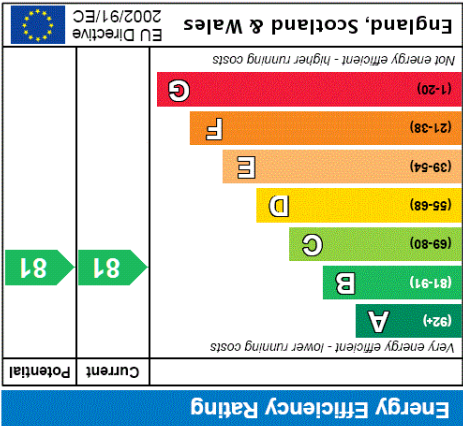 Energy Efficiency Rating
Current Potential
Very energy efficient - lower running costs
(92+) A
(81-91) B
81 81
(69-80) C
(55-68) D
(39-54) E
(21-38) F
(1-20) G
Not energy efficient - higher running costs
England, Scotland & Wales
EU Directive
2002/91/EC